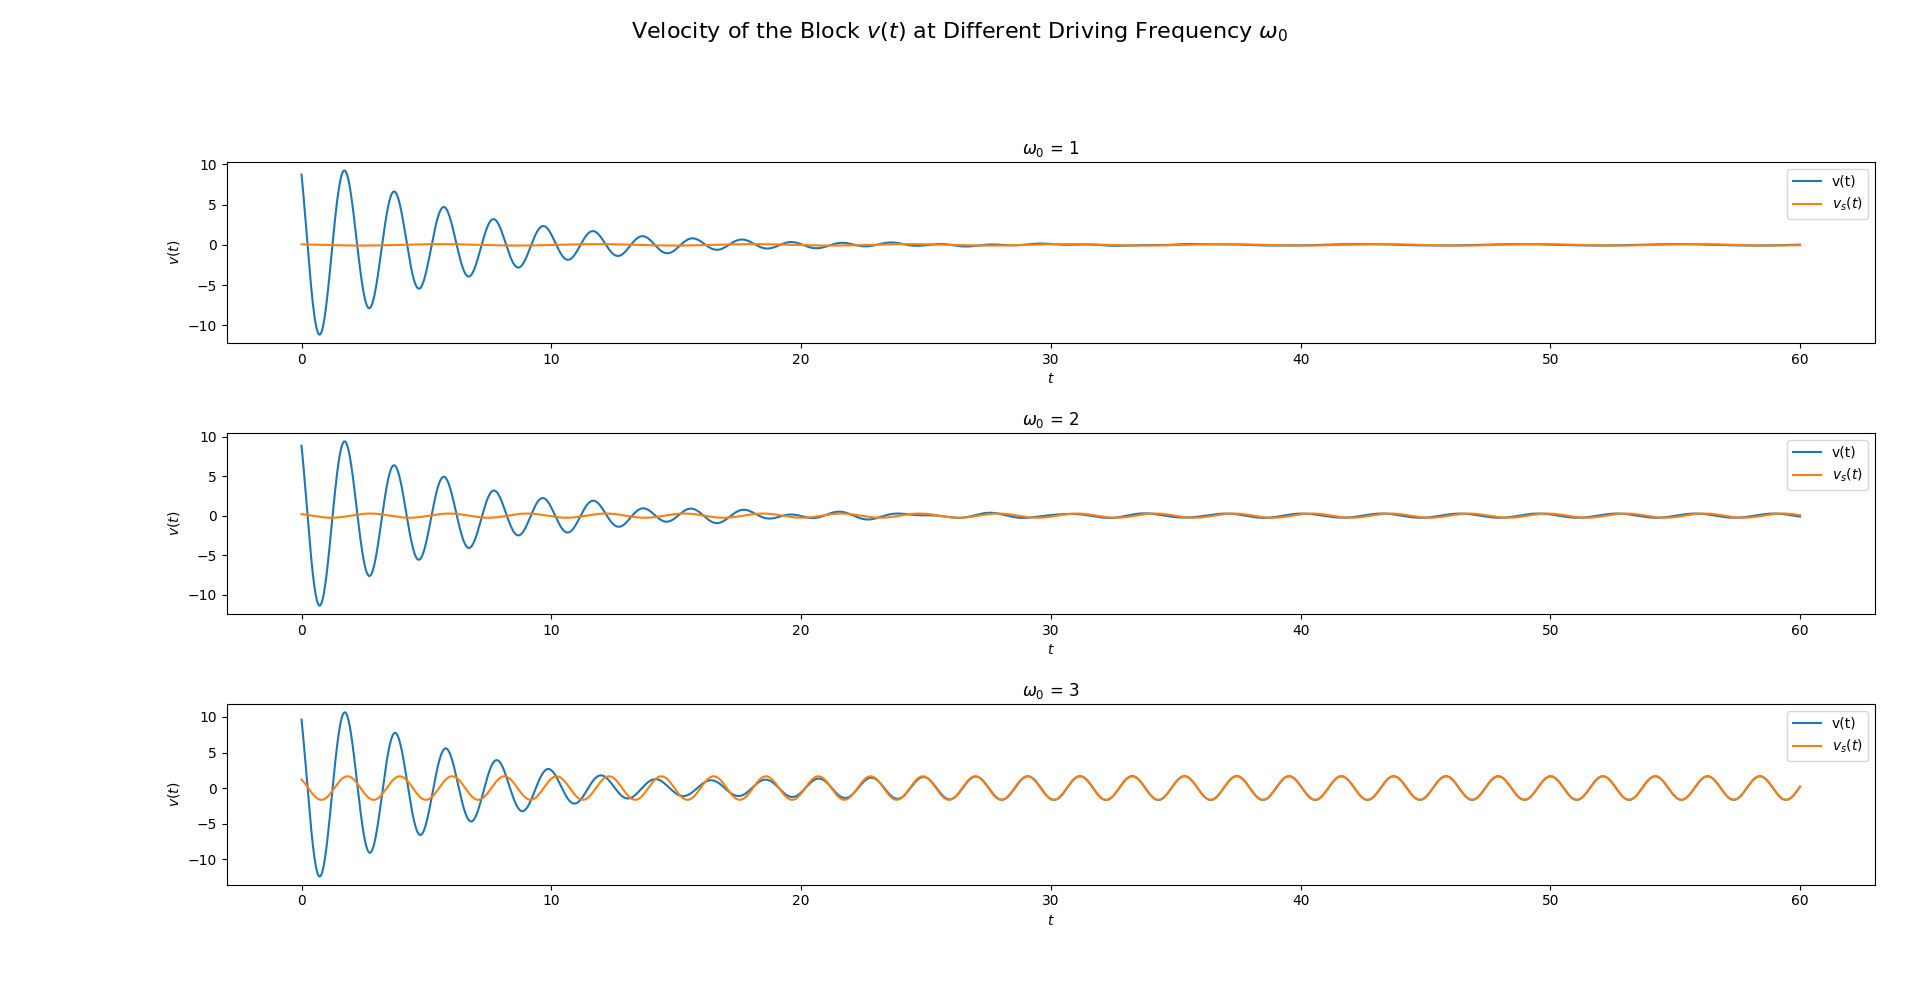 Velocity of the Block v(t) at Different Driving Frequency ω₀
ω₀ = 1
10
5
0
−5
−10
v(t)
v(t)
vₛ(t)
0 10 20 30 40 50 60
t
ω₀ = 2
10
5
0
−5
−10
v(t)
v(t)
vₛ(t)
0 10 20 30 40 50 60
t
ω₀ = 3
10
5
0
−5
−10
v(t)
v(t)
vₛ(t)
0 10 20 30 40 50 60
t